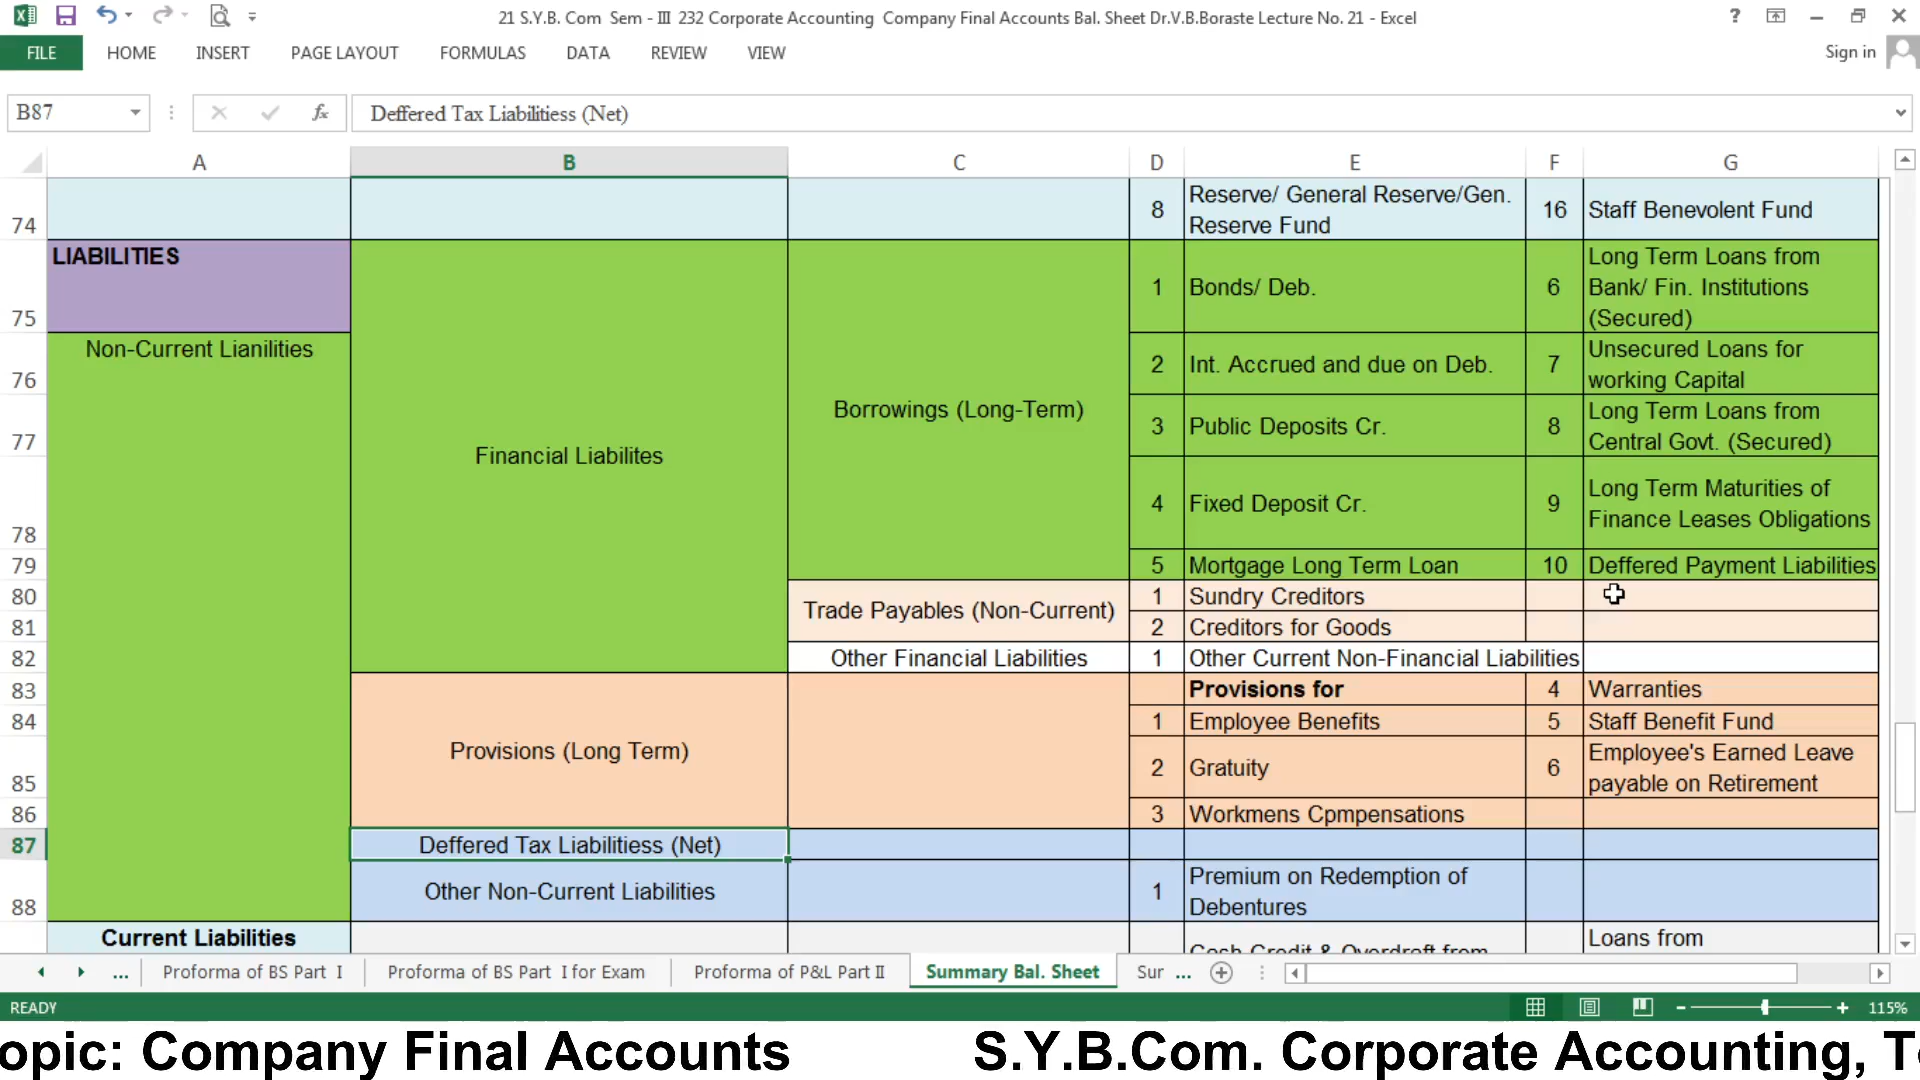 21 S.Y.B. Com Sem - III 232 Corporate Accounting Company Final Accounts Bal. Sheet Dr.V.B.Boraste Lecture No. 21 - Excel
FILE HOME INSERT PAGE LAYOUT FORMULAS DATA REVIEW VIEW Sign in
B87 fx Deffered Tax Liabilitiess (Net)
A B C D E F G
74 8 Reserve/ General Reserve/Gen. 16 Staff Benevolent Fund
Reserve Fund
75 LIABILITIES 1 Bonds/ Deb. 6 Long Term Loans from
Bank/ Fin. Institutions
(Secured)
76 Non-Current Lianilities 2 Int. Accrued and due on Deb. 7 Unsecured Loans for
working Capital
77 Financial Liabilites Borrowings (Long-Term) 3 Public Deposits Cr. 8 Long Term Loans from
Central Govt. (Secured)
78 4 Fixed Deposit Cr. 9 Long Term Maturities of
Finance Leases Obligations
79 5 Mortgage Long Term Loan 10 Deffered Payment Liabilities
80 Trade Payables (Non-Current) 1 Sundry Creditors
81 2 Creditors for Goods
82 Other Financial Liabilities 1 Other Current Non-Financial Liabilities
83 Provisions for 4 Warranties
84 Provisions (Long Term) 1 Employee Benefits 5 Staff Benefit Fund
85 2 Gratuity 6 Employee's Earned Leave
payable on Retirement
86 3 Workmens Cpmpensations
87 Deffered Tax Liabilitiess (Net)
88 Other Non-Current Liabilities 1 Premium on Redemption of
Debentures
Current Liabilities Cash Credit & Overdraft from Loans from
... Proforma of BS Part I Proforma of BS Part I for Exam Proforma of P&L Part II Summary Bal. Sheet Sur ...
READY 115%
opic: Company Final Accounts S.Y.B.Com. Corporate Accounting, To